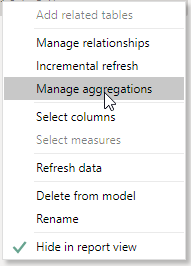 Add related tables
Manage relationships
Incremental refresh
Manage aggregations
Select columns
Select measures
Refresh data
Delete from model
Rename
Hide in report view